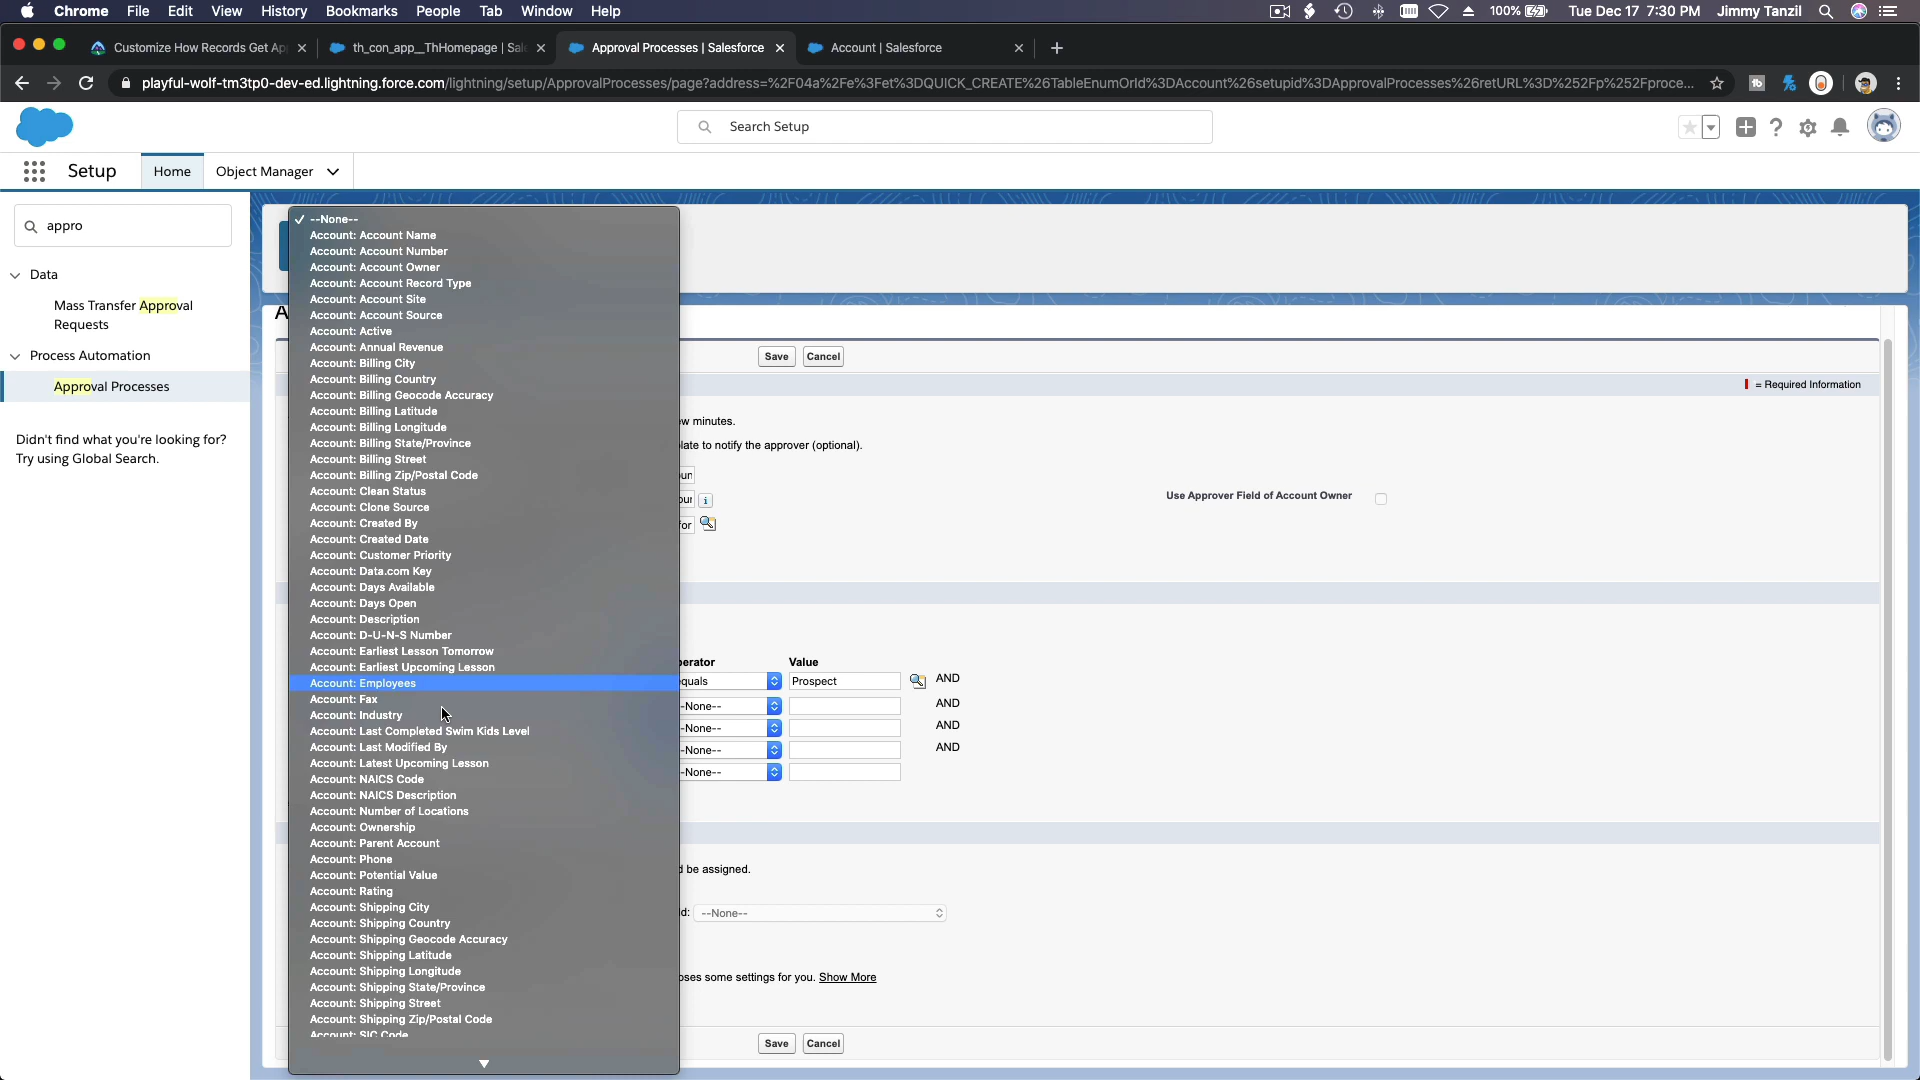 Chrome File Edit View History Bookmarks People Tab Window Help 100% Tue Dec 17 7:30 PM Jimmy Tanzil
Customize How Records Get Ap
th_con_app__ThHomepage | Sal
Approval Processes | Salesforce
Account | Salesforce
playful-wolf-tm3tp0-dev-ed.lightning.force.com/lightning/setup/ApprovalProcesses/page?address=%2F04a%2Fe%3Fet%3DQUICK_CREATE%26TableEnumOrId%3DAccount%26setupid%3DApprovalProcesses%26retURL%3D%252Fp%252Fproce...
Search Setup
Setup Home Object Manager
appro
Data
Mass Transfer Approval
Requests
Process Automation
Approval Processes
Didn't find what you're looking for?
Try using Global Search.
--None--
Account: Account Name
Account: Account Number
Account: Account Owner
Account: Account Record Type
Account: Account Site
Account: Account Source
Account: Active
Account: Annual Revenue
Account: Billing City
Account: Billing Country
Account: Billing Geocode Accuracy
Account: Billing Latitude
Account: Billing Longitude
Account: Billing State/Province
Account: Billing Street
Account: Billing Zip/Postal Code
Account: Clean Status
Account: Clone Source
Account: Created By
Account: Created Date
Account: Customer Priority
Account: Data.com Key
Account: Days Available
Account: Days Open
Account: Description
Account: D-U-N-S Number
Account: Earliest Lesson Tomorrow
Account: Earliest Upcoming Lesson
Account: Employees
Account: Fax
Account: Industry
Account: Last Completed Swim Kids Level
Account: Last Modified By
Account: Latest Upcoming Lesson
Account: NAICS Code
Account: NAICS Description
Account: Number of Locations
Account: Ownership
Account: Parent Account
Account: Phone
Account: Potential Value
Account: Rating
Account: Shipping City
Account: Shipping Country
Account: Shipping Geocode Accuracy
Account: Shipping Latitude
Account: Shipping Longitude
Account: Shipping State/Province
Account: Shipping Street
Account: Shipping Zip/Postal Code
Account: SIC Code
A
Save Cancel
= Required Information
ew minutes.
late to notify the approver (optional).
oun
our
for
Use Approver Field of Account Owner
perator Value
equals Prospect AND
-None-- AND
-None-- AND
-None-- AND
-None--
d be assigned.
ld: --None--
oses some settings for you. Show More
Save Cancel